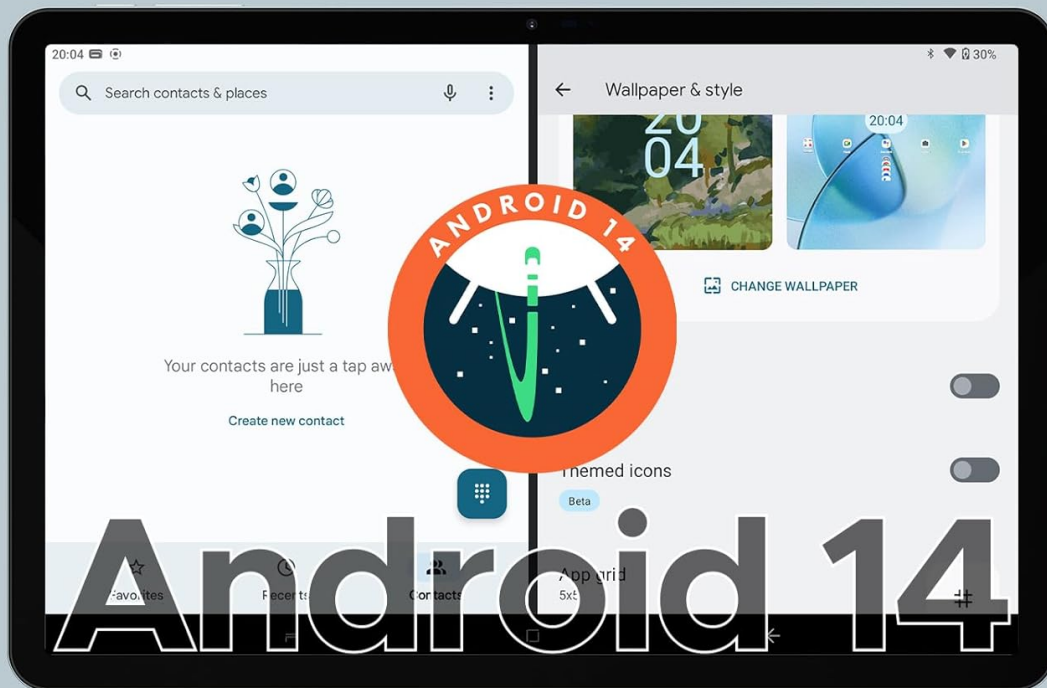 20:04
30%
Search contacts & places
Wallpaper & style
20
04
20:04
ANDROID 14
CHANGE WALLPAPER
Your contacts are just a tap aw
here
Create new contact
Themed icons
Beta
App grid
5x5
Favorites
Recents
Contacts
Android 14